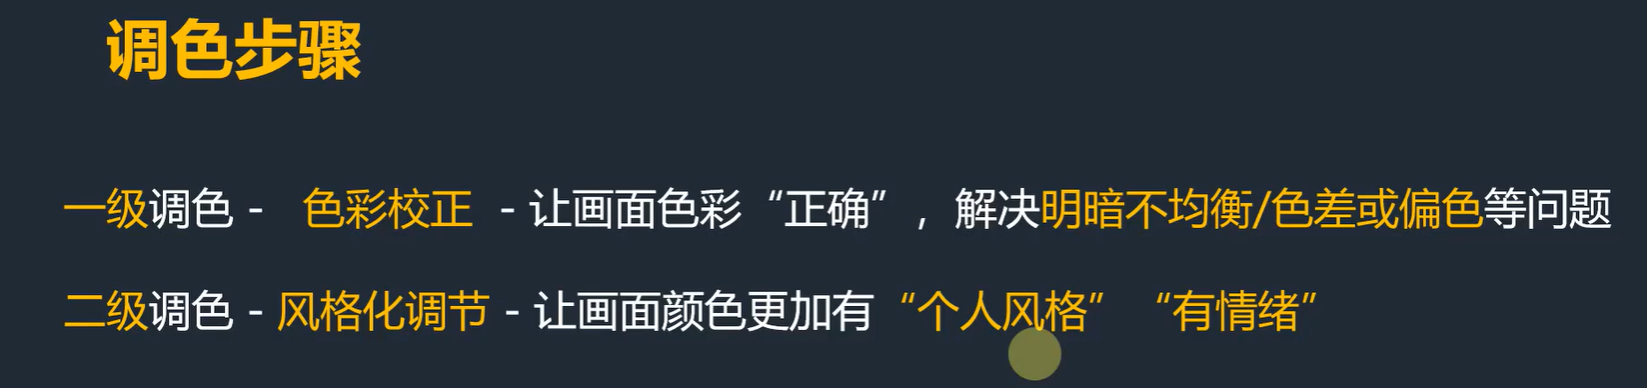 调色步骤
一级调色 - 色彩校正 - 让画面色彩“正确”，解决明暗不均衡/色差或偏色等问题
二级调色 - 风格化调节 - 让画面颜色更加有“个人风格” “有情绪”